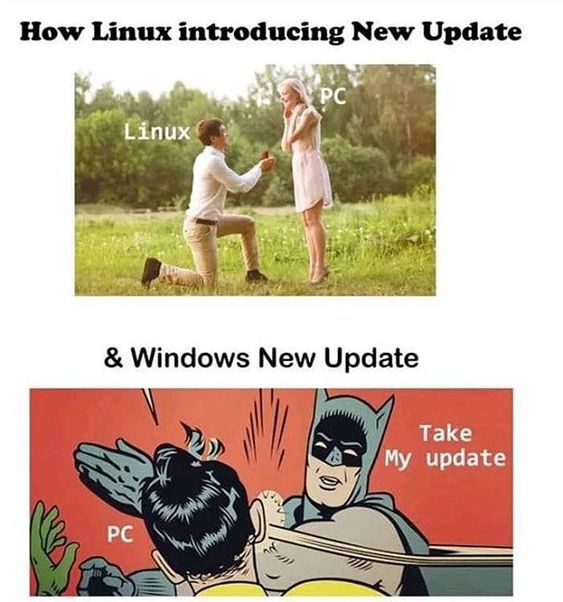 How Linux introducing New Update
PC
Linux
& Windows New Update
Take
My update
PC